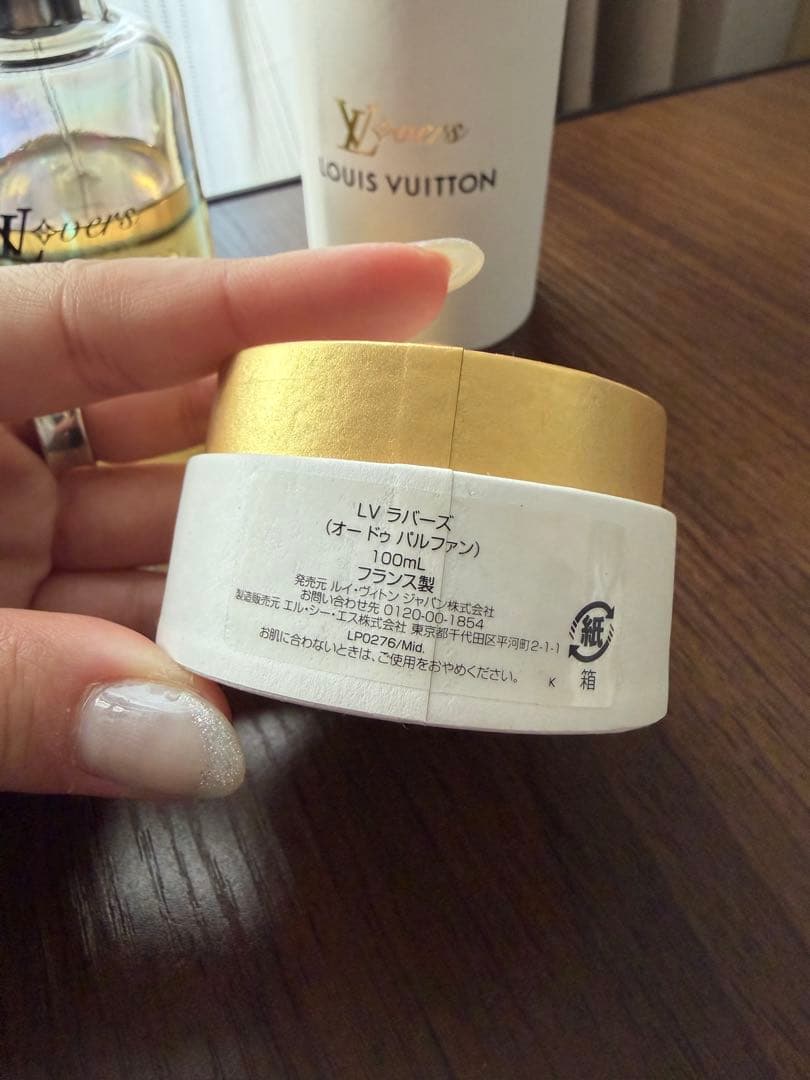 LVovers
LOUIS VUITTON
LVovers
LV ラバーズ
(オー ドゥ パルファン)
100mL
フランス製
発売元 ルイ・ヴィトン ジャパン株式会社
お問い合わせ先 0120-00-1854
製造販売元 エル・シー・エス株式会社 東京都千代田区平河町2-1-1
LP0276/Mid.
お肌に合わないときは、ご使用をおやめください。
K
紙
箱